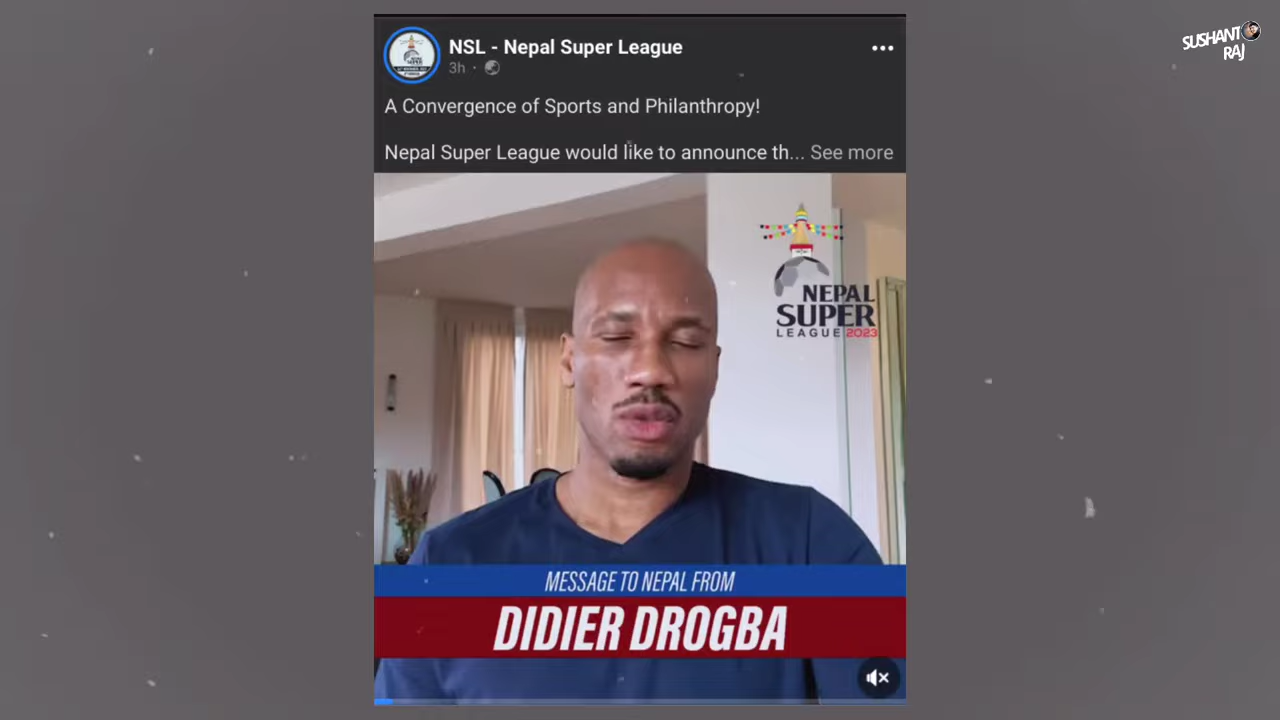 NSL - Nepal Super League
3h ·
A Convergence of Sports and Philanthropy!
Nepal Super League would like to announce th... See more
NEPAL
SUPER
LEAGUE 2023
MESSAGE TO NEPAL FROM
DIDIER DROGBA
SUSHANT
RAJ